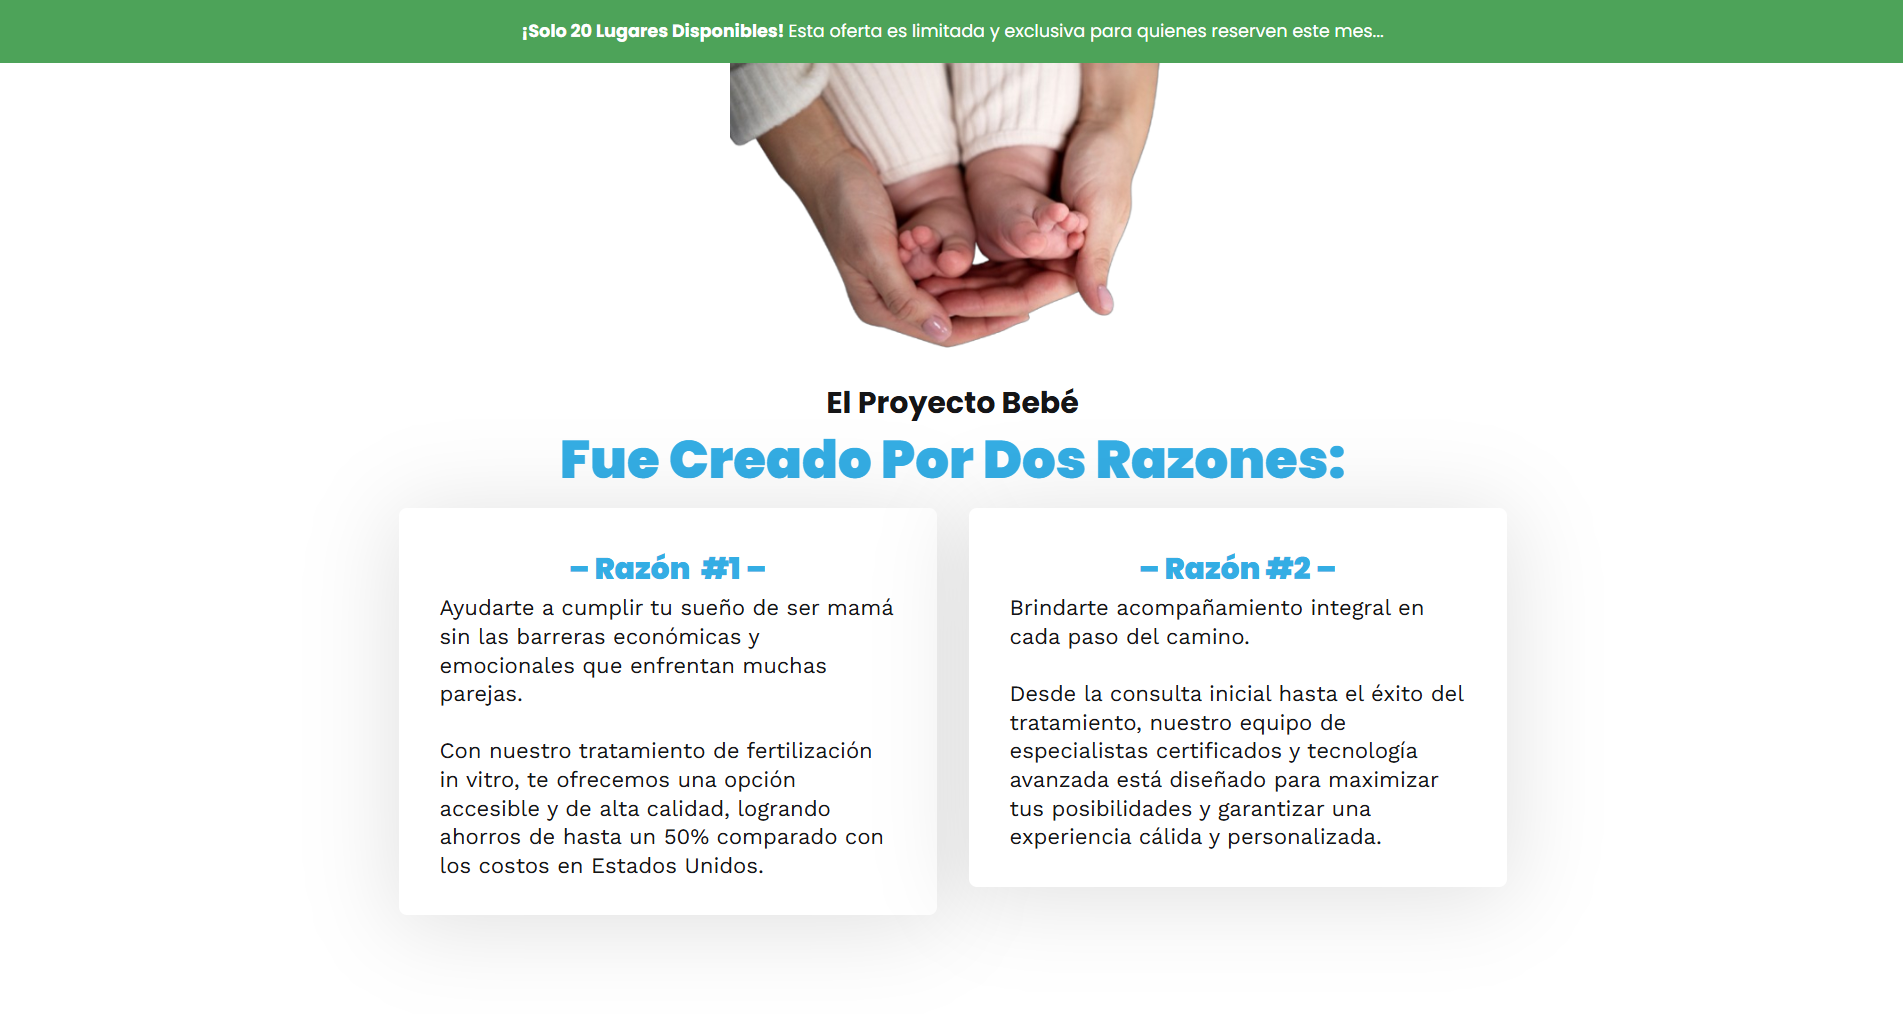 ¡Solo 20 Lugares Disponibles! Esta oferta es limitada y exclusiva para quienes reserven este mes...
El Proyecto Bebé
Fue Creado Por Dos Razones:
– Razón #1 –
Ayudarte a cumplir tu sueño de ser mamá
sin las barreras económicas y
emocionales que enfrentan muchas
parejas.
Con nuestro tratamiento de fertilización
in vitro, te ofrecemos una opción
accesible y de alta calidad, logrando
ahorros de hasta un 50% comparado con
los costos en Estados Unidos.
– Razón #2 –
Brindarte acompañamiento integral en
cada paso del camino.
Desde la consulta inicial hasta el éxito del
tratamiento, nuestro equipo de
especialistas certificados y tecnología
avanzada está diseñado para maximizar
tus posibilidades y garantizar una
experiencia cálida y personalizada.